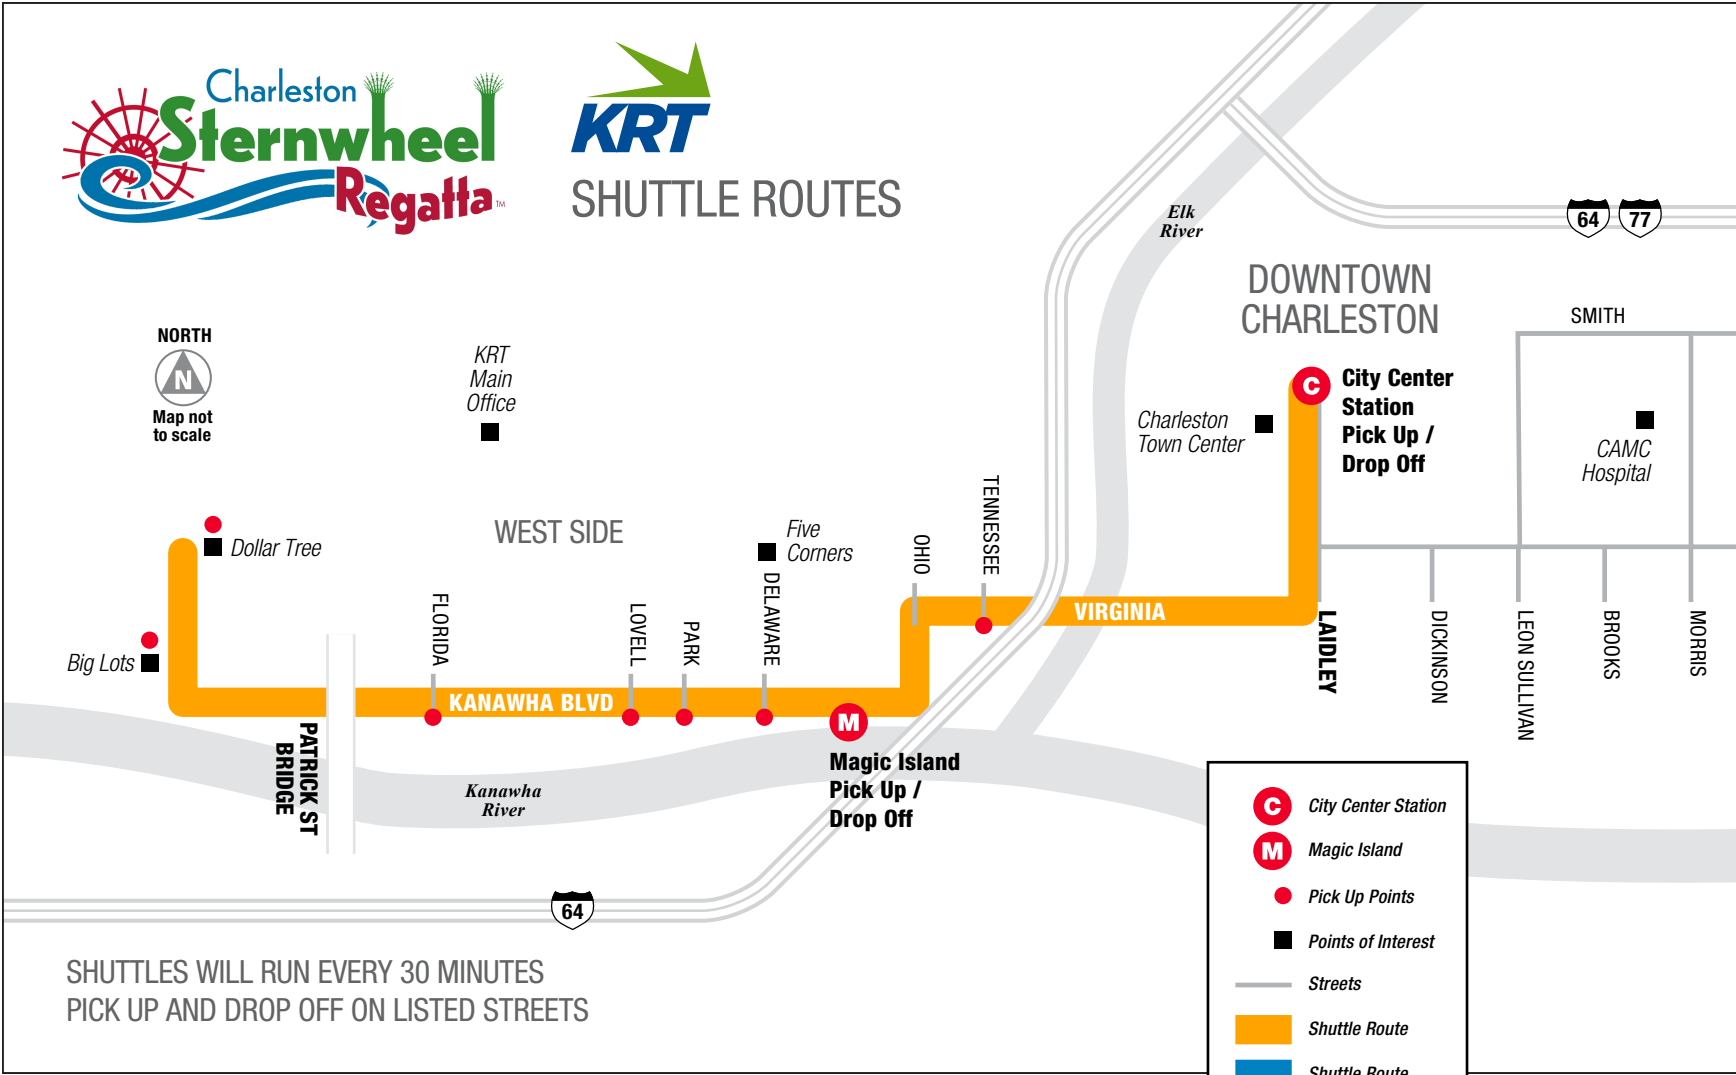 Charleston
Sternwheel
Regatta™
KRT
SHUTTLE ROUTES
Elk
River
64
77
DOWNTOWN
CHARLESTON
SMITH
NORTH
N
Map not
to scale
KRT
Main
Office
C
City Center
Station
Pick Up /
Drop Off
Charleston
Town Center
CAMC
Hospital
WEST SIDE
Dollar Tree
Five
Corners
OHIO
TENNESSEE
Big Lots
FLORIDA
LOVELL
PARK
DELAWARE
VIRGINIA
LAIDLEY
DICKINSON
LEON SULLIVAN
BROOKS
MORRIS
KANAWHA BLVD
PATRICK ST
BRIDGE
M
Magic Island
Pick Up /
Drop Off
Kanawha
River
64
SHUTTLES WILL RUN EVERY 30 MINUTES
PICK UP AND DROP OFF ON LISTED STREETS
C City Center Station
M Magic Island
Pick Up Points
Points of Interest
Streets
Shuttle Route
Shuttle Route